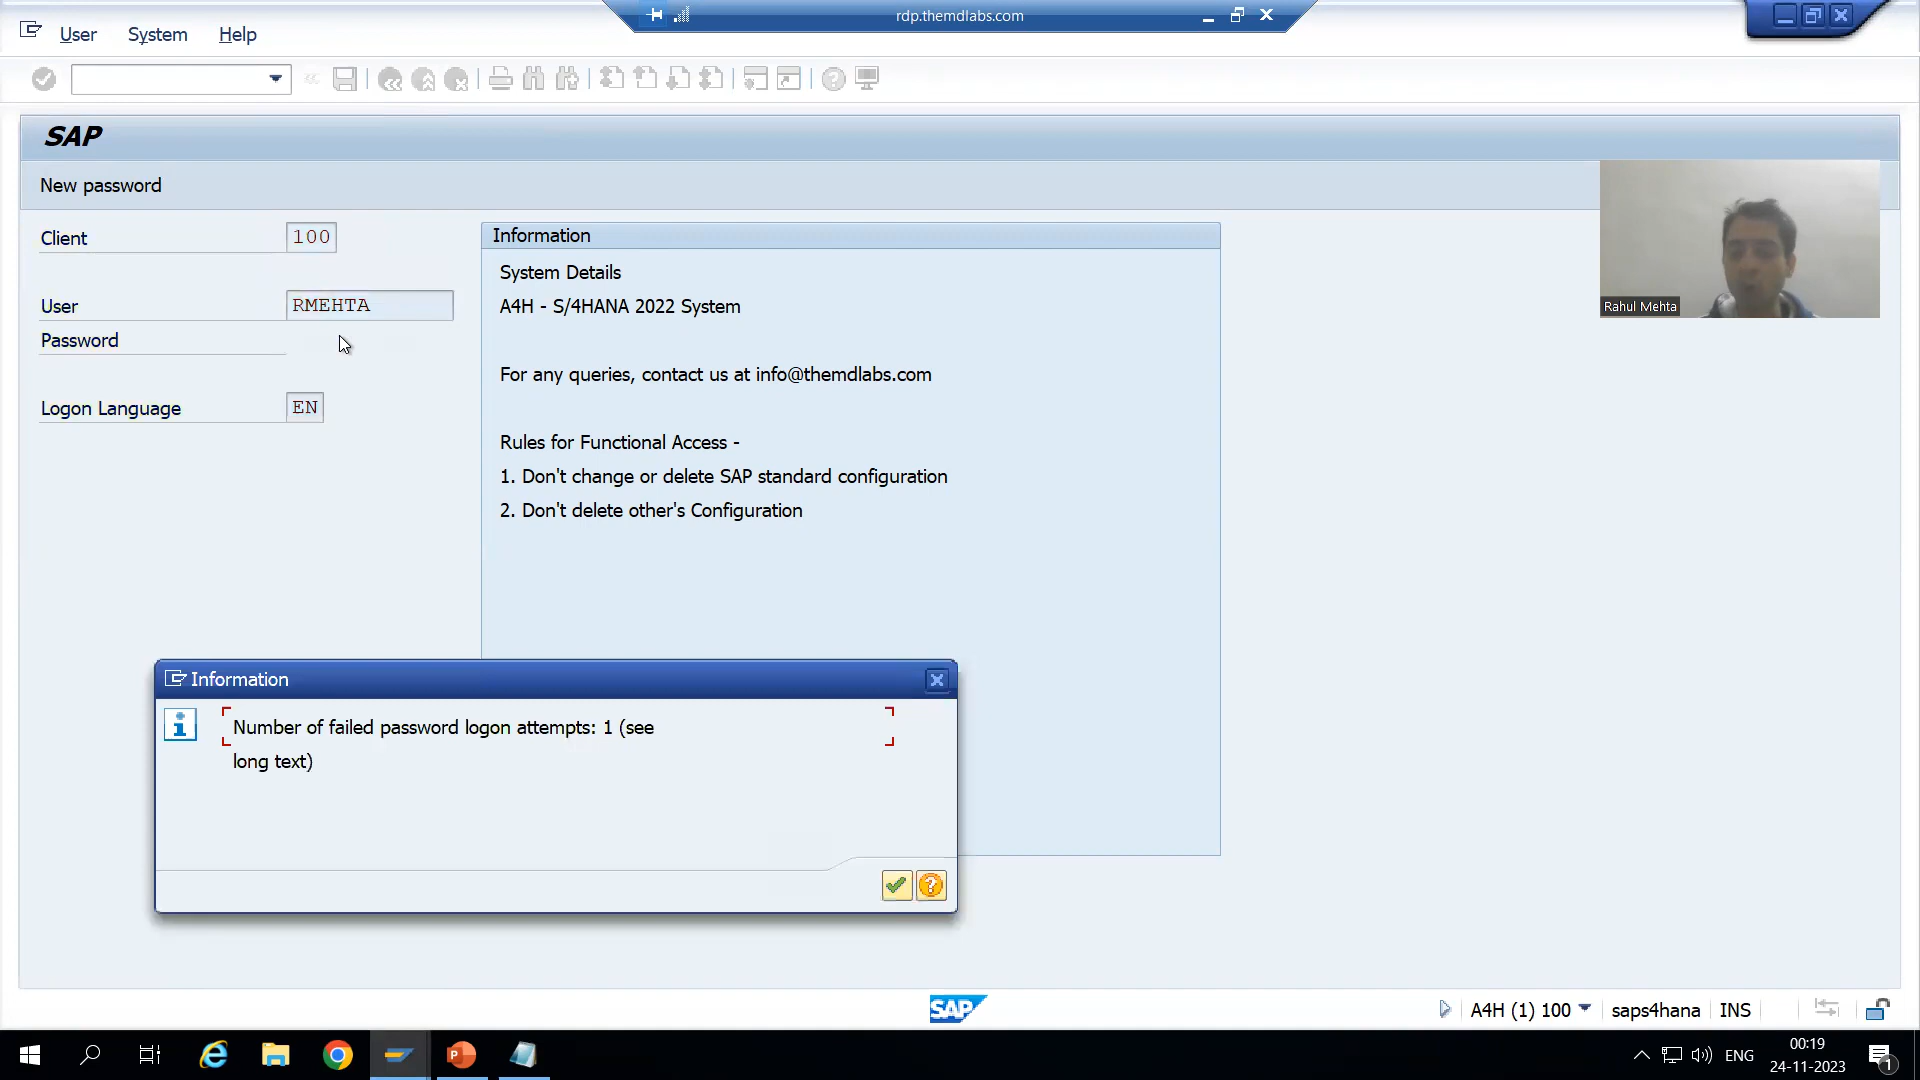 rdp.themdlabs.com
User System Help
SAP
New password
Client 100
User RMEHTA
Password
Logon Language EN
Information
System Details
A4H - S/4HANA 2022 System
For any queries, contact us at info@themdlabs.com
Rules for Functional Access -
1. Don't change or delete SAP standard configuration
2. Don't delete other's Configuration
Rahul Mehta
Information
Number of failed password logon attempts: 1 (see
long text)
SAP
A4H (1) 100 saps4hana INS
ENG
00:19
24-11-2023
1